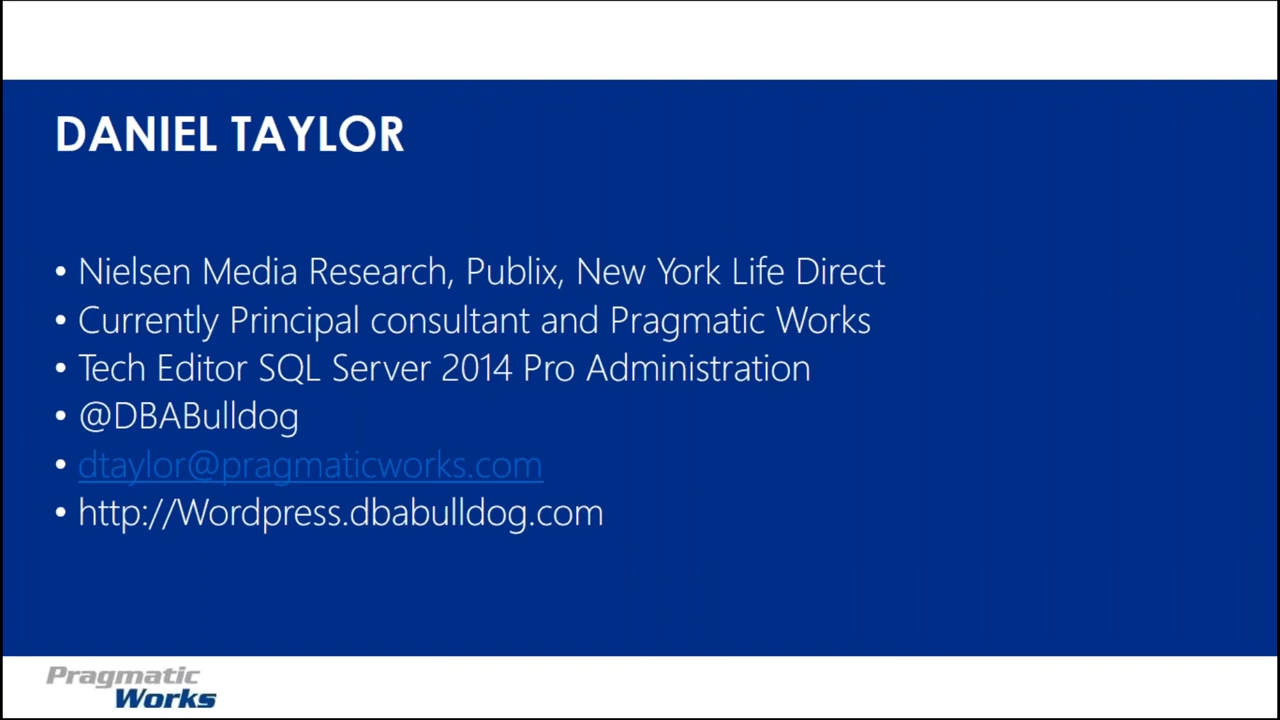 DANIEL TAYLOR
• Nielsen Media Research, Publix, New York Life Direct
• Currently Principal consultant and Pragmatic Works
• Tech Editor SQL Server 2014 Pro Administration
• @DBABulldog
• dtaylor@pragmaticworks.com
• http://Wordpress.dbabulldog.com
Pragmatic
Works